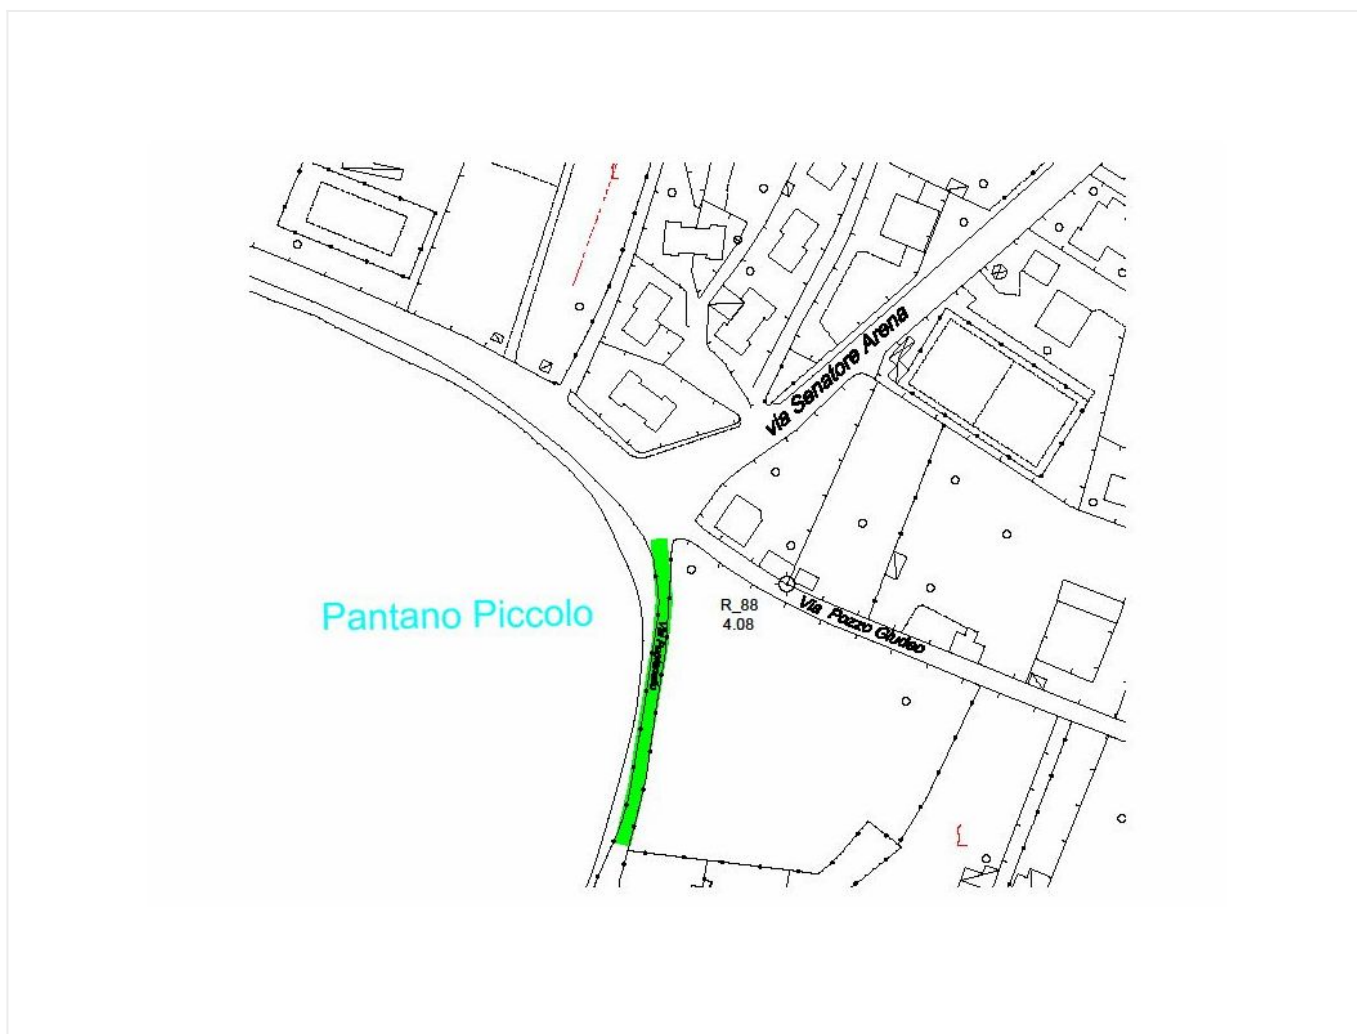 via Senatore Arena
Pantano Piccolo
R_88
4.08
Via Pozzo Giudeo